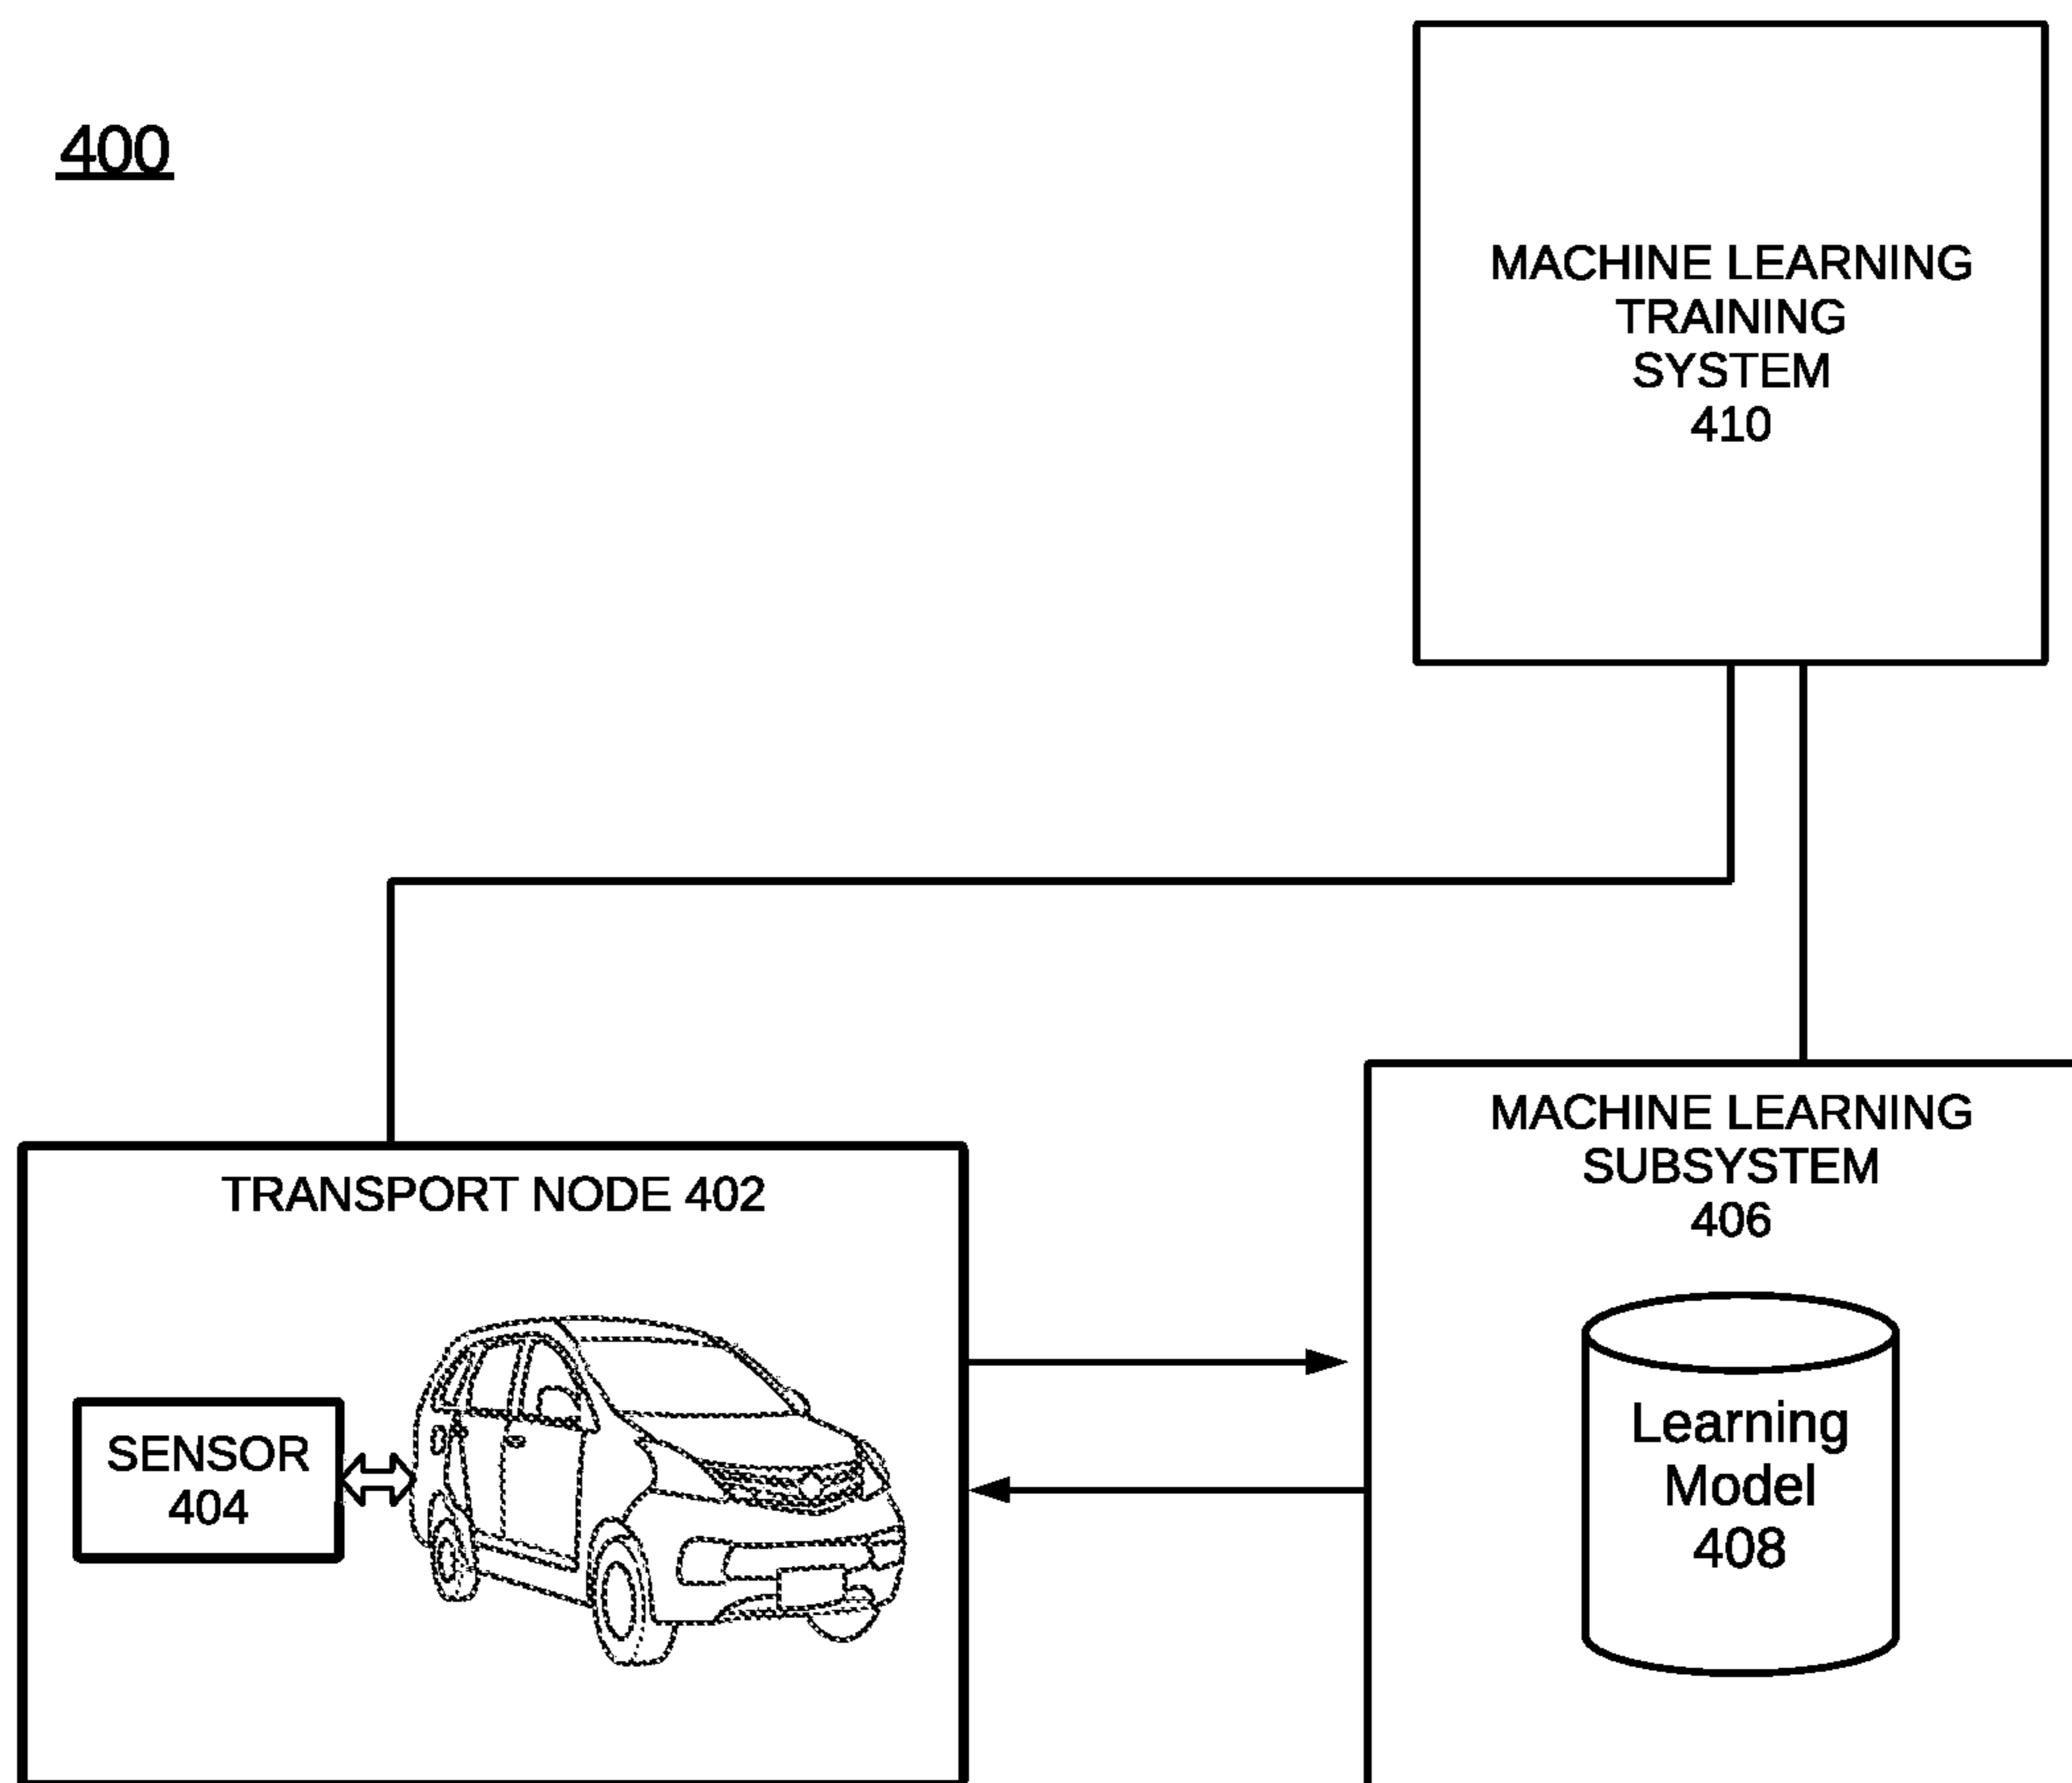 400
MACHINE LEARNING
TRAINING
SYSTEM
410
TRANSPORT NODE 402
SENSOR
404
MACHINE LEARNING
SUBSYSTEM
406
Learning
Model
408